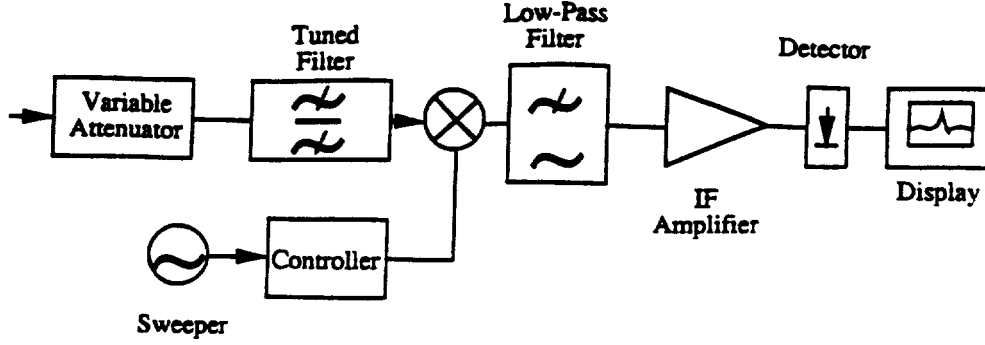 Low-Pass
Filter
Tuned
Filter
Detector
Variable
Attenuator
IF
Amplifier
Display
Controller
Sweeper